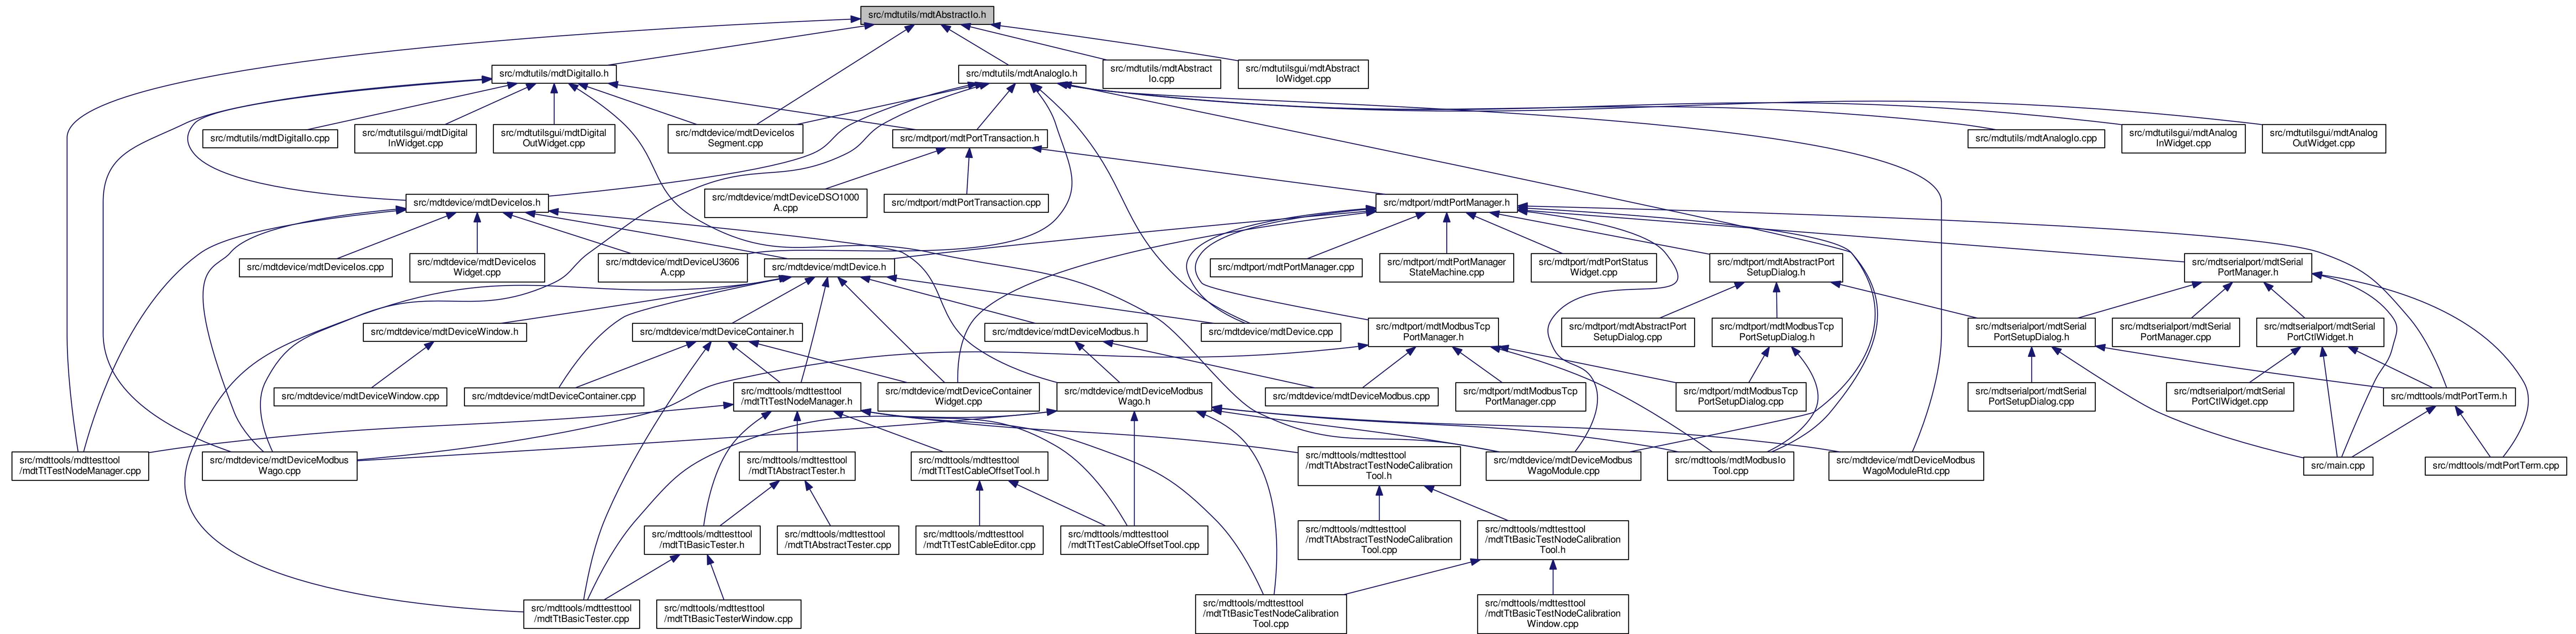 src/mdtutils/mdtAbstractIo.h
src/mdtutils/mdtDigitalIo.h
src/mdtutils/mdtAnalogIo.h
src/mdtutils/mdtAbstract
Io.cpp
src/mdtutilsgui/mdtAbstract
IoWidget.cpp
src/mdtutils/mdtDigitalIo.cpp
src/mdtutilsgui/mdtDigital
InWidget.cpp
src/mdtutilsgui/mdtDigital
OutWidget.cpp
src/mdtdevice/mdtDeviceIos
Segment.cpp
src/mdtport/mdtPortTransaction.h
src/mdtutils/mdtAnalogIo.cpp
src/mdtutilsgui/mdtAnalog
InWidget.cpp
src/mdtutilsgui/mdtAnalog
OutWidget.cpp
src/mdtdevice/mdtDeviceIos.h
src/mdtdevice/mdtDeviceDSO1000
A.cpp
src/mdtport/mdtPortTransaction.cpp
src/mdtport/mdtPortManager.h
src/mdtdevice/mdtDeviceIos.cpp
src/mdtdevice/mdtDeviceIos
Widget.cpp
src/mdtdevice/mdtDeviceU3606
A.cpp
src/mdtdevice/mdtDevice.h
src/mdtport/mdtPortManager.cpp
src/mdtport/mdtPortManager
StateMachine.cpp
src/mdtport/mdtPortStatus
Widget.cpp
src/mdtport/mdtAbstractPort
SetupDialog.h
src/mdtserialport/mdtSerial
PortManager.h
src/mdtdevice/mdtDeviceWindow.h
src/mdtdevice/mdtDeviceContainer.h
src/mdtdevice/mdtDeviceModbus.h
src/mdtdevice/mdtDevice.cpp
src/mdtport/mdtModbusTcp
PortManager.h
src/mdtport/mdtAbstractPort
SetupDialog.cpp
src/mdtport/mdtModbusTcp
PortSetupDialog.h
src/mdtserialport/mdtSerial
PortSetupDialog.h
src/mdtserialport/mdtSerial
PortManager.cpp
src/mdtserialport/mdtSerial
PortCtlWidget.h
src/mdtdevice/mdtDeviceWindow.cpp
src/mdtdevice/mdtDeviceContainer.cpp
src/mdttools/mdttesttool
/mdtTtTestNodeManager.h
src/mdtdevice/mdtDeviceContainer
Widget.cpp
src/mdtdevice/mdtDeviceModbus
Wago.h
src/mdtdevice/mdtDeviceModbus.cpp
src/mdtport/mdtModbusTcp
PortManager.cpp
src/mdtport/mdtModbusTcp
PortSetupDialog.cpp
src/mdtserialport/mdtSerial
PortSetupDialog.cpp
src/mdtserialport/mdtSerial
PortCtlWidget.cpp
src/mdttools/mdtPortTerm.h
src/mdttools/mdttesttool
/mdtTtTestNodeManager.cpp
src/mdtdevice/mdtDeviceModbus
Wago.cpp
src/mdttools/mdttesttool
/mdtTtAbstractTester.h
src/mdttools/mdttesttool
/mdtTtTestCableOffsetTool.h
src/mdttools/mdttesttool
/mdtTtAbstractTestNodeCalibration
Tool.h
src/mdtdevice/mdtDeviceModbus
WagoModule.cpp
src/mdttools/mdtModbusIo
Tool.cpp
src/mdtdevice/mdtDeviceModbus
WagoModuleRtd.cpp
src/main.cpp
src/mdttools/mdtPortTerm.cpp
src/mdttools/mdttesttool
/mdtTtBasicTester.h
src/mdttools/mdttesttool
/mdtTtAbstractTester.cpp
src/mdttools/mdttesttool
/mdtTtTestCableEditor.cpp
src/mdttools/mdttesttool
/mdtTtTestCableOffsetTool.cpp
src/mdttools/mdttesttool
/mdtTtAbstractTestNodeCalibration
Tool.cpp
src/mdttools/mdttesttool
/mdtTtBasicTestNodeCalibration
Tool.h
src/mdttools/mdttesttool
/mdtTtBasicTester.cpp
src/mdttools/mdttesttool
/mdtTtBasicTesterWindow.cpp
src/mdttools/mdttesttool
/mdtTtBasicTestNodeCalibration
Tool.cpp
src/mdttools/mdttesttool
/mdtTtBasicTestNodeCalibration
Window.cpp